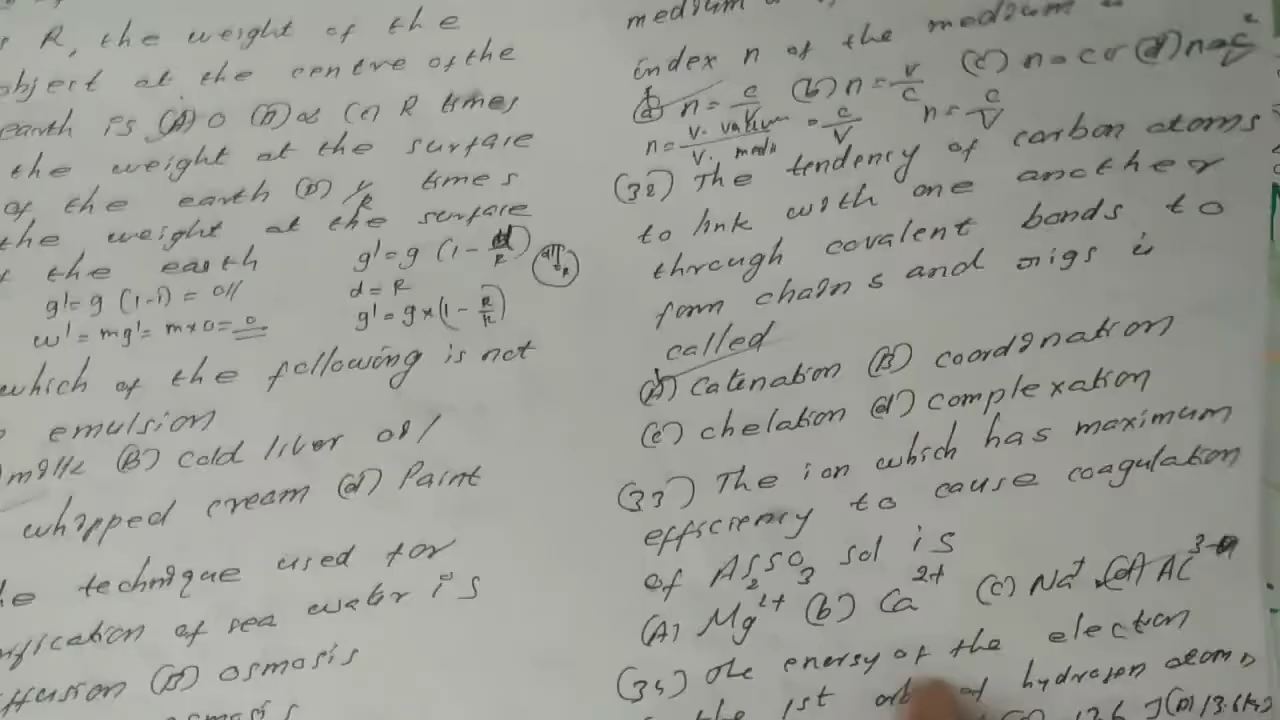 R, the weight of the
object at the centre of the
earth is (A) 0 (B) ∝ (C) R times
the weight at the surface
of the earth (D) 1/R times
the weight at the surface
the earth
g' = g (1 - d/R)
g' = g (1-1) = 0//
d = R
w' = mg' = m x 0 = 0
g' = g x (1 - R/R)
which of the following is not
emulsion
(B) cold liver oil
whipped cream (d) Paint
technique used for
of sea water is
(B) osmosis
index n of the medium
(a) n = c/v (b) n = v/c (c) n = cv (d)
n = c/v n = c/v
(32) The tendency of carbon atoms
to link with one another
through covalent bonds to
form chains and rigs is
called
(A) catenation (B) coordination
(c) chelation (d) complexation
(33) The ion which has maximum
efficiency to cause coagulation
of sol is
(A) Mg2+ (b) Ca2+ (c) Na+ (d)
(34) The energy of the electron
1st of hydrogen atom